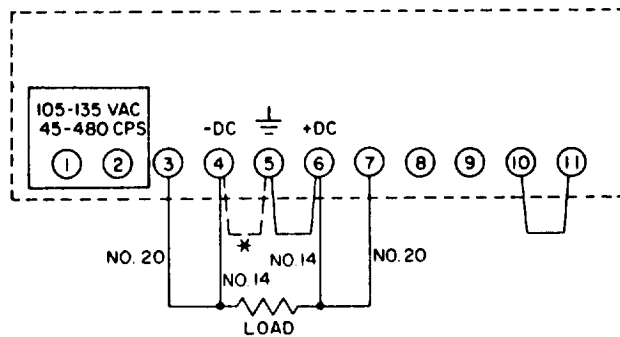 105-135 VAC
45-480 CPS
-DC
+DC
1 2 3 4 5 6 7 8 9 10 11
*
NO. 20
NO. 14
NO. 14
NO. 20
LOAD